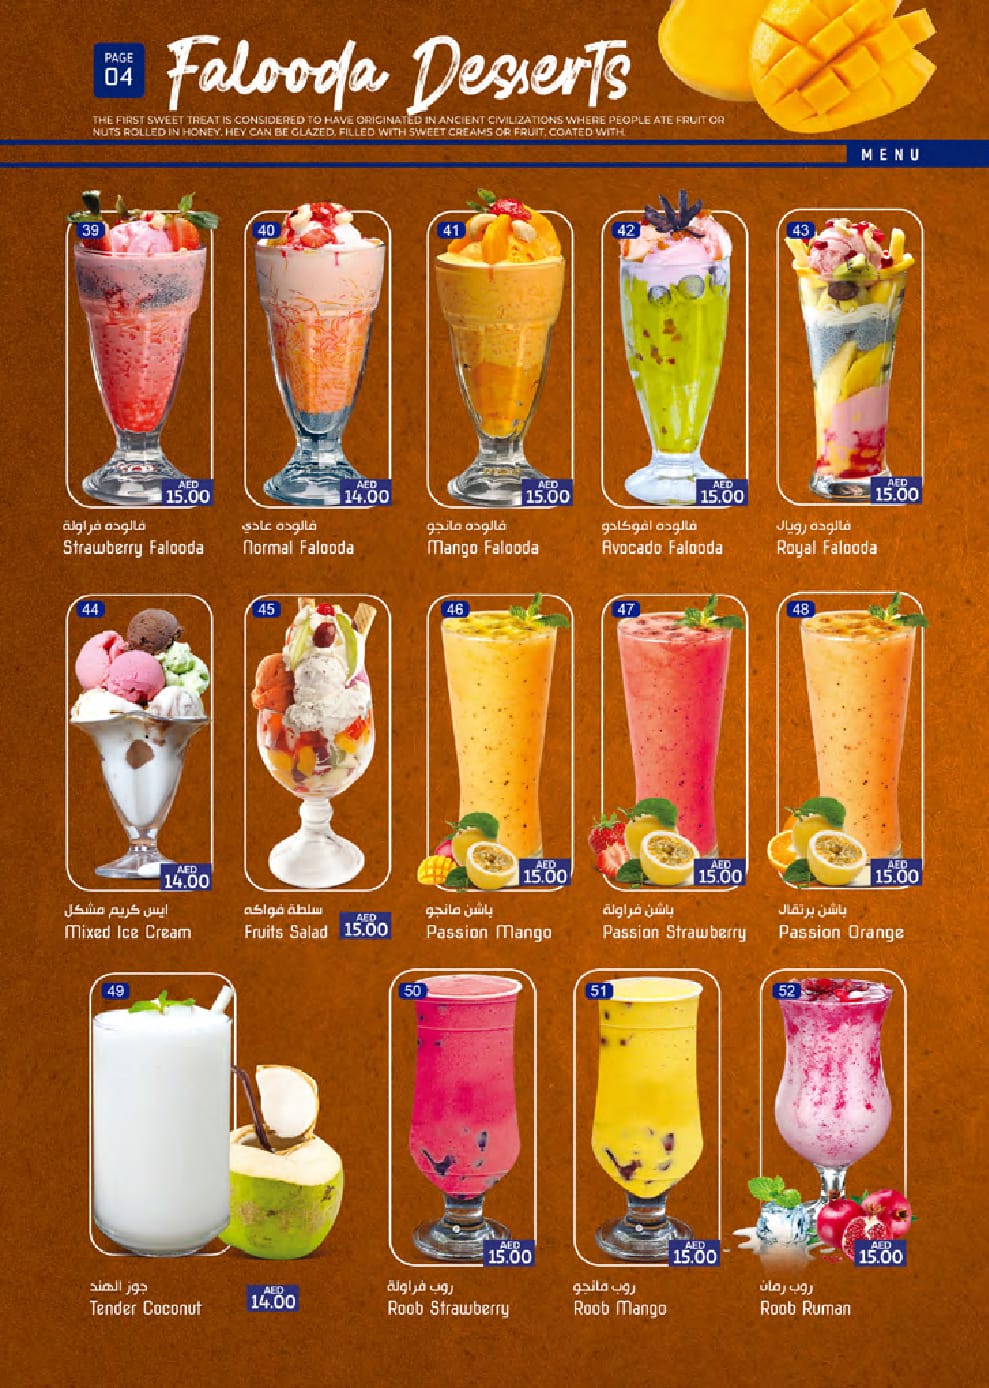 PAGE
04
Falooda Desserts
THE FIRST SWEET TREAT IS CONSIDERED TO HAVE ORIGINATED IN ANCIENT CIVILIZATIONS WHERE PEOPLE ATE FRUIT OR
NUTS ROLLED IN HONEY. HEY CAN BE GLAZED, FILLED WITH SWEET CREAMS OR FRUIT, COATED WITH.
MENU
39
AED
15.00
فالوده فراولة
Strawberry Falooda
40
AED
14.00
فالوده عادي
Normal Falooda
41
AED
15.00
فالوده مانجو
Mango Falooda
42
AED
15.00
فالوده افوكادو
Avocado Falooda
43
AED
15.00
فالوده رويال
Royal Falooda
44
AED
14.00
ايس كريم مشكل
Mixed Ice Cream
45
سلطة فواكه
Fruits Salad
AED
15.00
46
AED
15.00
باشن مانجو
Passion Mango
47
AED
15.00
باشن فراولة
Passion Strawberry
48
AED
15.00
باشن برتقال
Passion Orange
49
جوز الهند
Tender Coconut
AED
14.00
50
AED
15.00
روب فراولة
Roob Strawberry
51
AED
15.00
روب مانجو
Roob Mango
52
AED
15.00
روب رمان
Roob Ruman